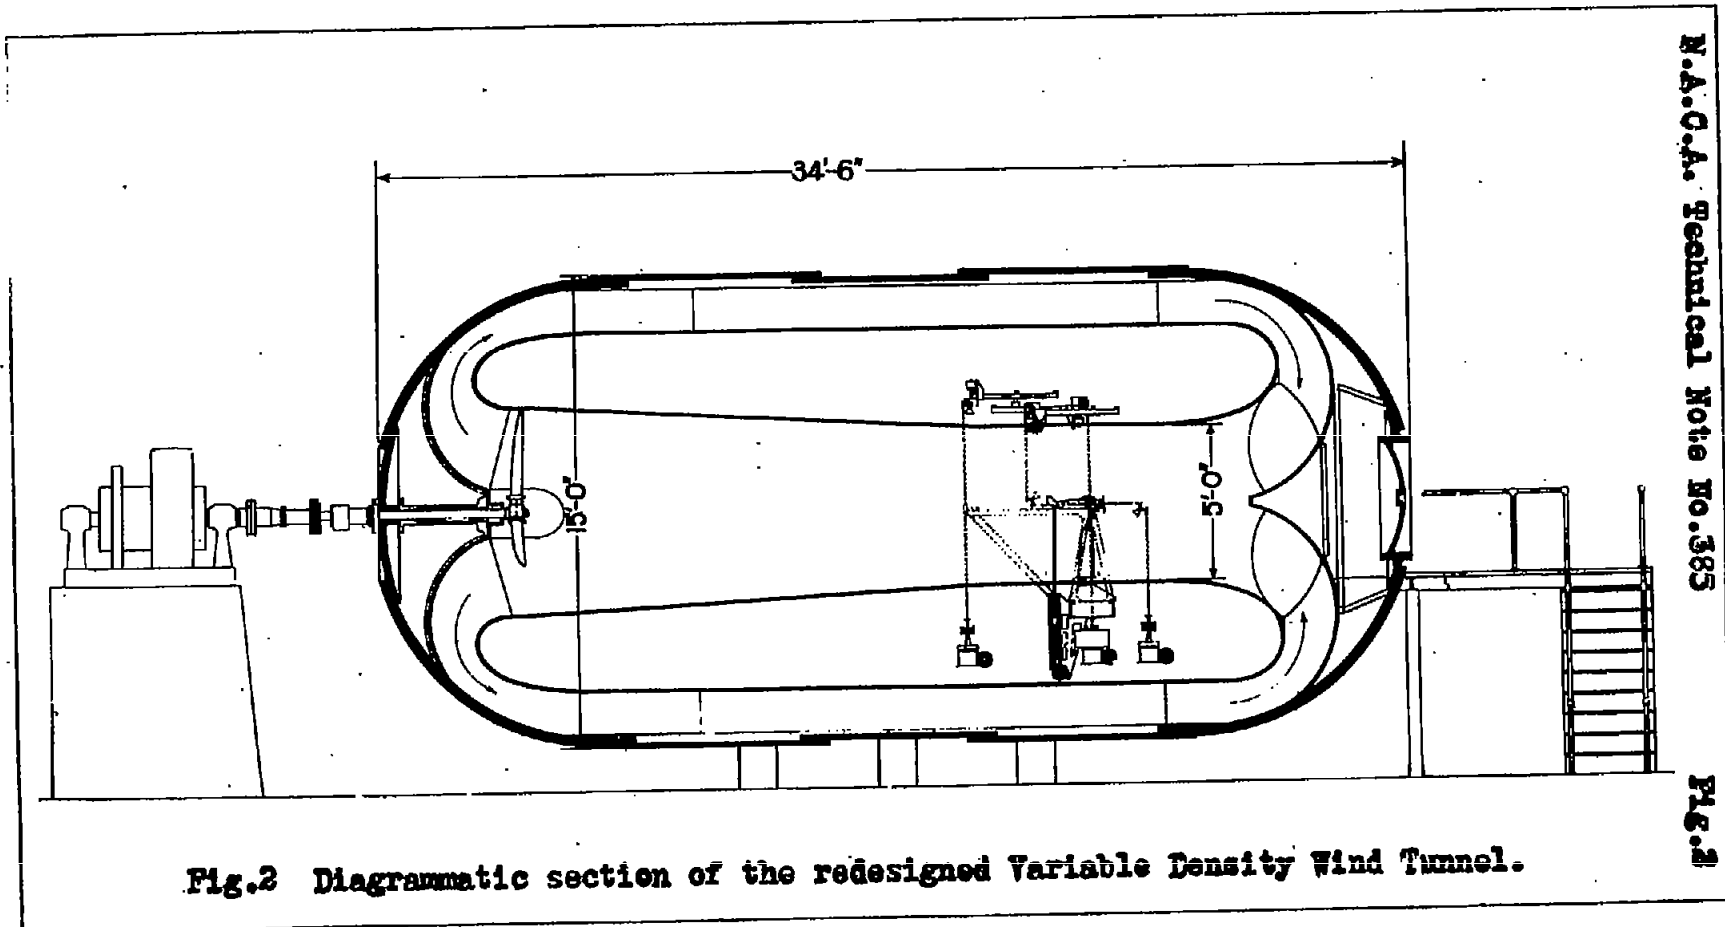 N.A.C.A. Technical Note No.385
Fig.2
34'-6"
15'-0"
5'-0"
Fig.2 Diagrammatic section of the redesigned Variable Density Wind Tunnel.